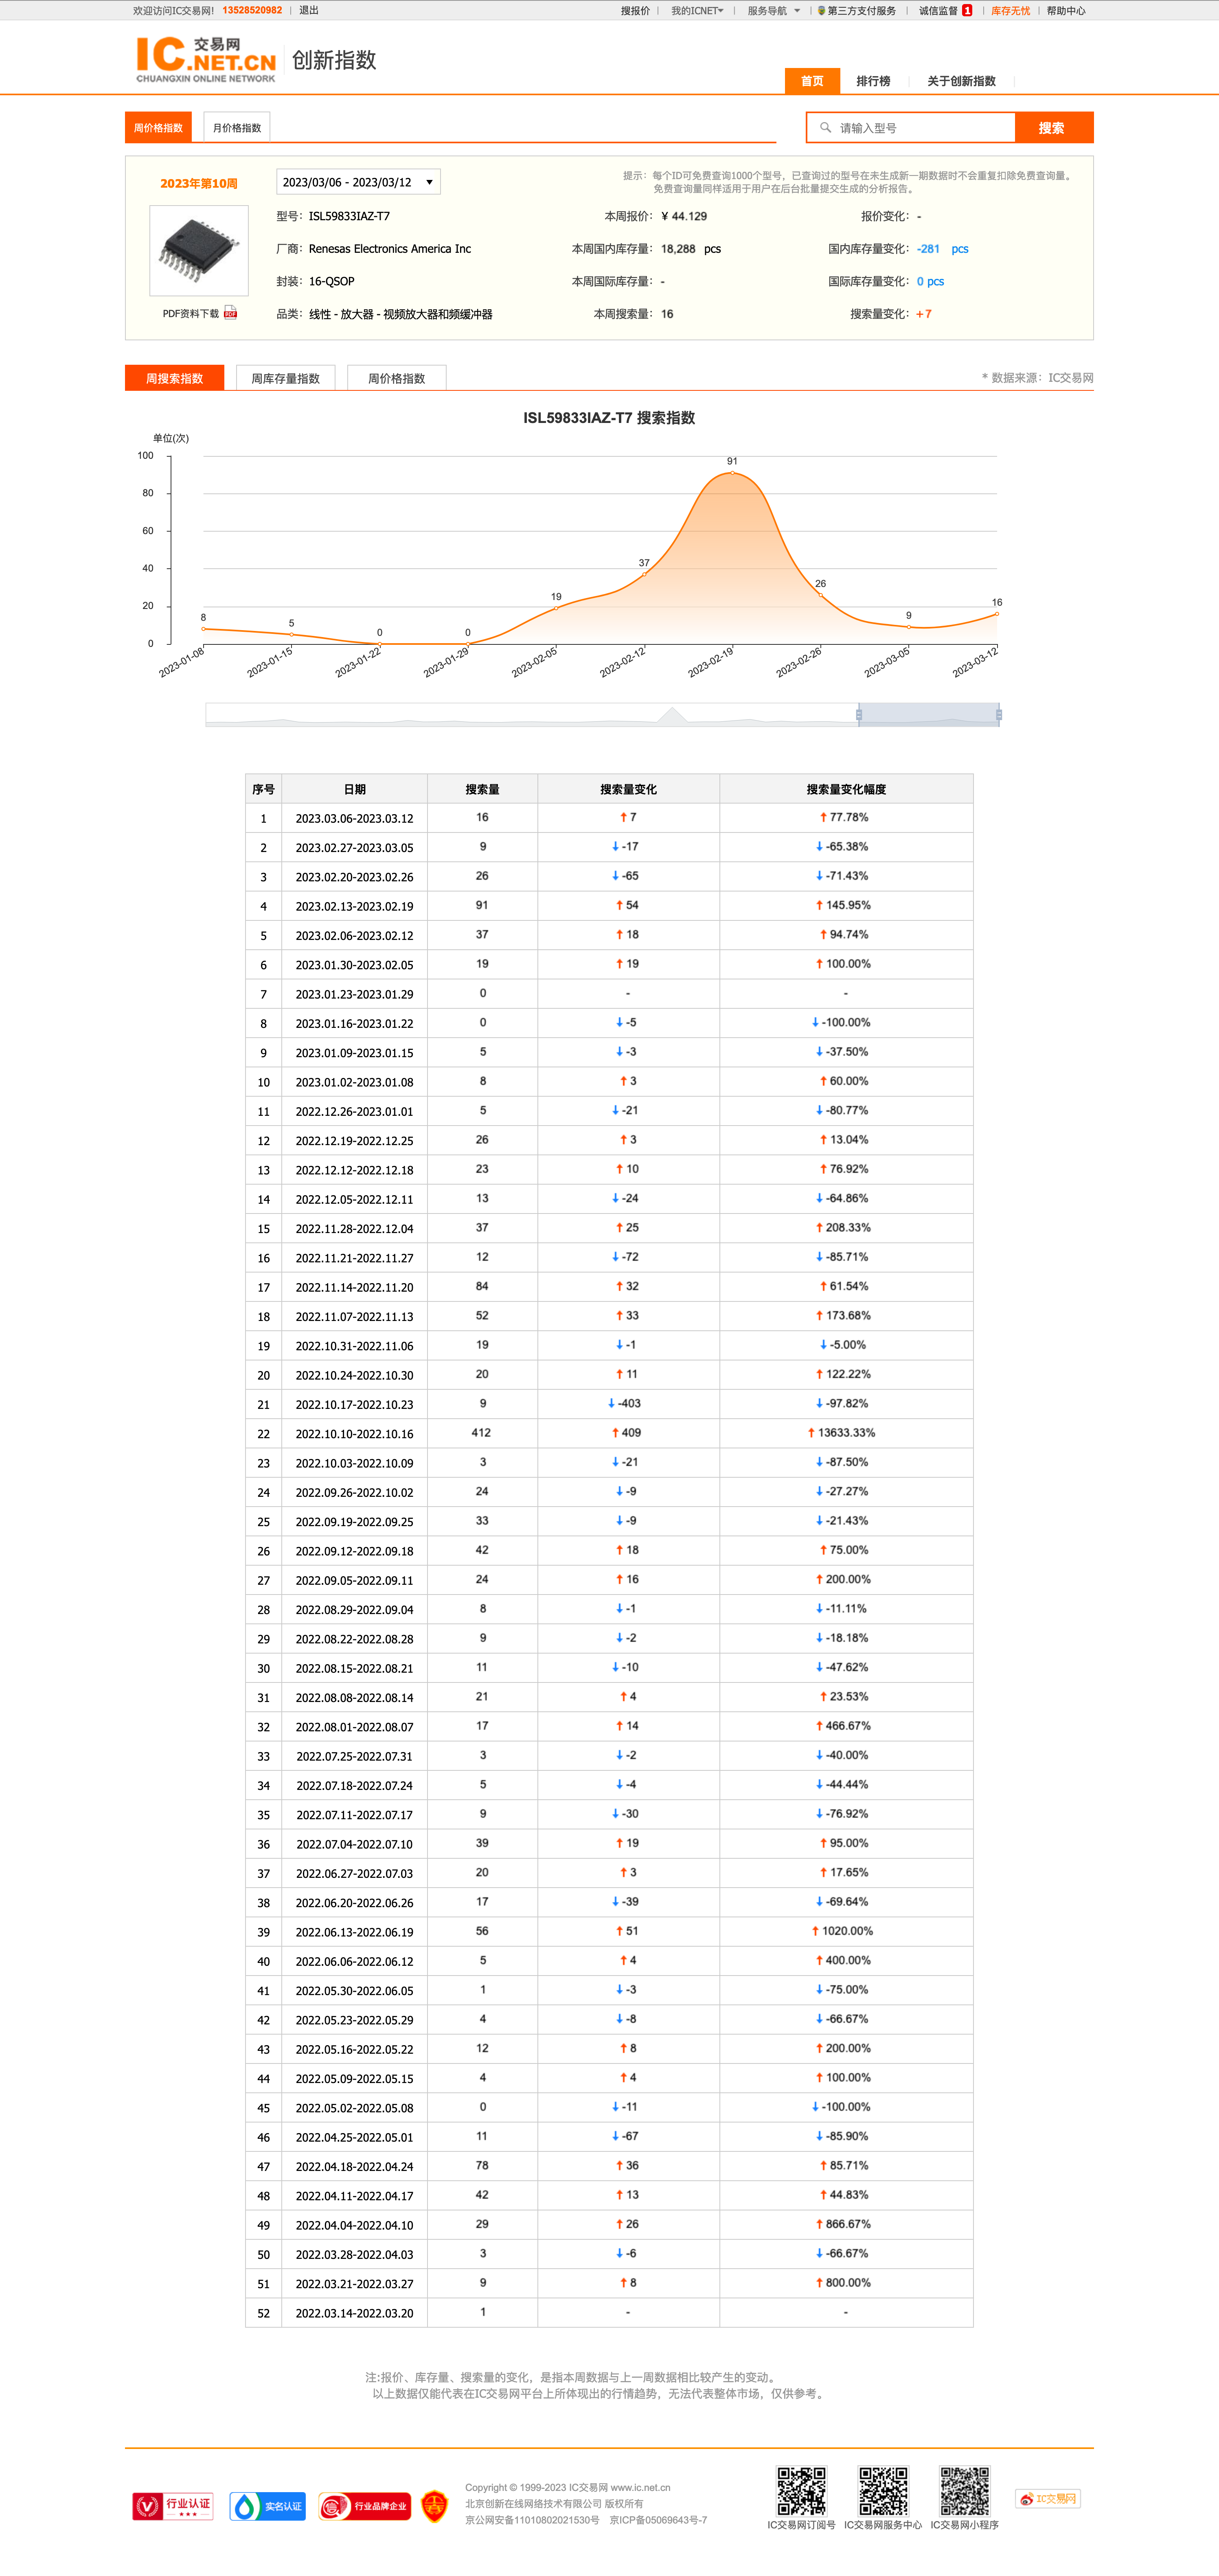 欢迎访问IC交易网! 13528520982 | 退出
搜报价 | 我的ICNET | 服务导航 | 第三方支付服务 | 诚信监督 1 | 库存无忧 | 帮助中心
IC交易网
.NET.CN
CHUANGXIN ONLINE NETWORK
创新指数
首页 排行榜 关于创新指数
周价格指数 月价格指数 请输入型号 搜索
2023年第10周 2023/03/06 - 2023/03/12
提示：每个ID可免费查询1000个型号，已查询过的型号在未生成新一期数据时不会重复扣除免费查询量。
免费查询量同样适用于用户在后台批量提交生成的分析报告。
型号：ISL59833IAZ-T7 本周报价：¥ 44.129 报价变化：-
厂商：Renesas Electronics America Inc 本周国内库存量：18,288 pcs 国内库存量变化：-281 pcs
封装：16-QSOP 本周国际库存量：- 国际库存量变化：0 pcs
PDF资料下载 PDF 品类：线性 - 放大器 - 视频放大器和频缓冲器 本周搜索量：16 搜索量变化：+7
周搜索指数 周库存量指数 周价格指数 * 数据来源：IC交易网
ISL59833IAZ-T7 搜索指数
单位(次)
100
80
60
40
20
0
8 5 0 0 19 37 91 26 9 16
2023-01-08 2023-01-15 2023-01-22 2023-01-29 2023-02-05 2023-02-12 2023-02-19 2023-02-26 2023-03-05 2023-03-12
序号 日期 搜索量 搜索量变化 搜索量变化幅度
1 2023.03.06-2023.03.12 16 ↑7 ↑77.78%
2 2023.02.27-2023.03.05 9 ↓-17 ↓-65.38%
3 2023.02.20-2023.02.26 26 ↓-65 ↓-71.43%
4 2023.02.13-2023.02.19 91 ↑54 ↑145.95%
5 2023.02.06-2023.02.12 37 ↑18 ↑94.74%
6 2023.01.30-2023.02.05 19 ↑19 ↑100.00%
7 2023.01.23-2023.01.29 0 - -
8 2023.01.16-2023.01.22 0 ↓-5 ↓-100.00%
9 2023.01.09-2023.01.15 5 ↓-3 ↓-37.50%
10 2023.01.02-2023.01.08 8 ↑3 ↑60.00%
11 2022.12.26-2023.01.01 5 ↓-21 ↓-80.77%
12 2022.12.19-2022.12.25 26 ↑3 ↑13.04%
13 2022.12.12-2022.12.18 23 ↑10 ↑76.92%
14 2022.12.05-2022.12.11 13 ↓-24 ↓-64.86%
15 2022.11.28-2022.12.04 37 ↑25 ↑208.33%
16 2022.11.21-2022.11.27 12 ↓-72 ↓-85.71%
17 2022.11.14-2022.11.20 84 ↑32 ↑61.54%
18 2022.11.07-2022.11.13 52 ↑33 ↑173.68%
19 2022.10.31-2022.11.06 19 ↓-1 ↓-5.00%
20 2022.10.24-2022.10.30 20 ↑11 ↑122.22%
21 2022.10.17-2022.10.23 9 ↓-403 ↓-97.82%
22 2022.10.10-2022.10.16 412 ↑409 ↑13633.33%
23 2022.10.03-2022.10.09 3 ↓-21 ↓-87.50%
24 2022.09.26-2022.10.02 24 ↓-9 ↓-27.27%
25 2022.09.19-2022.09.25 33 ↓-9 ↓-21.43%
26 2022.09.12-2022.09.18 42 ↑18 ↑75.00%
27 2022.09.05-2022.09.11 24 ↑16 ↑200.00%
28 2022.08.29-2022.09.04 8 ↓-1 ↓-11.11%
29 2022.08.22-2022.08.28 9 ↓-2 ↓-18.18%
30 2022.08.15-2022.08.21 11 ↓-10 ↓-47.62%
31 2022.08.08-2022.08.14 21 ↑4 ↑23.53%
32 2022.08.01-2022.08.07 17 ↑14 ↑466.67%
33 2022.07.25-2022.07.31 3 ↓-2 ↓-40.00%
34 2022.07.18-2022.07.24 5 ↓-4 ↓-44.44%
35 2022.07.11-2022.07.17 9 ↓-30 ↓-76.92%
36 2022.07.04-2022.07.10 39 ↑19 ↑95.00%
37 2022.06.27-2022.07.03 20 ↑3 ↑17.65%
38 2022.06.20-2022.06.26 17 ↓-39 ↓-69.64%
39 2022.06.13-2022.06.19 56 ↑51 ↑1020.00%
40 2022.06.06-2022.06.12 5 ↑4 ↑400.00%
41 2022.05.30-2022.06.05 1 ↓-3 ↓-75.00%
42 2022.05.23-2022.05.29 4 ↓-8 ↓-66.67%
43 2022.05.16-2022.05.22 12 ↑8 ↑200.00%
44 2022.05.09-2022.05.15 4 ↑4 ↑100.00%
45 2022.05.02-2022.05.08 0 ↓-11 ↓-100.00%
46 2022.04.25-2022.05.01 11 ↓-67 ↓-85.90%
47 2022.04.18-2022.04.24 78 ↑36 ↑85.71%
48 2022.04.11-2022.04.17 42 ↑13 ↑44.83%
49 2022.04.04-2022.04.10 29 ↑26 ↑866.67%
50 2022.03.28-2022.04.03 3 ↓-6 ↓-66.67%
51 2022.03.21-2022.03.27 9 ↑8 ↑800.00%
52 2022.03.14-2022.03.20 1 - -
注:报价、库存量、搜索量的变化，是指本周数据与上一周数据相比较产生的变动。
以上数据仅能代表在IC交易网平台上所体现出的行情趋势，无法代表整体市场，仅供参考。
行业认证 实名认证 行业品牌企业
Copyright © 1999-2023 IC交易网 www.ic.net.cn
北京创新在线网络技术有限公司 版权所有
京公网安备11010802021530号 京ICP备05069643号-7
IC交易网订阅号 IC交易网服务中心 IC交易网小程序
IC交易网